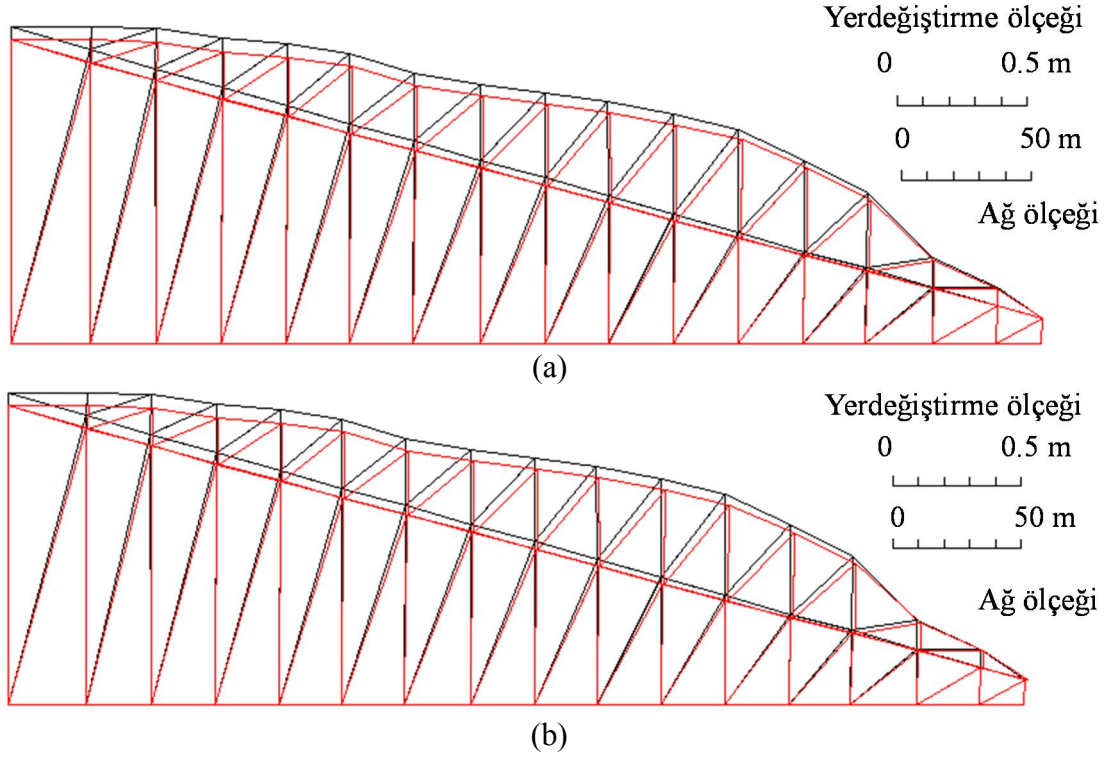 Yerdeğiştirme ölçeği
0 0.5 m
0 50 m
Ağ ölçeği
(a)
Yerdeğiştirme ölçeği
0 0.5 m
0 50 m
Ağ ölçeği
(b)